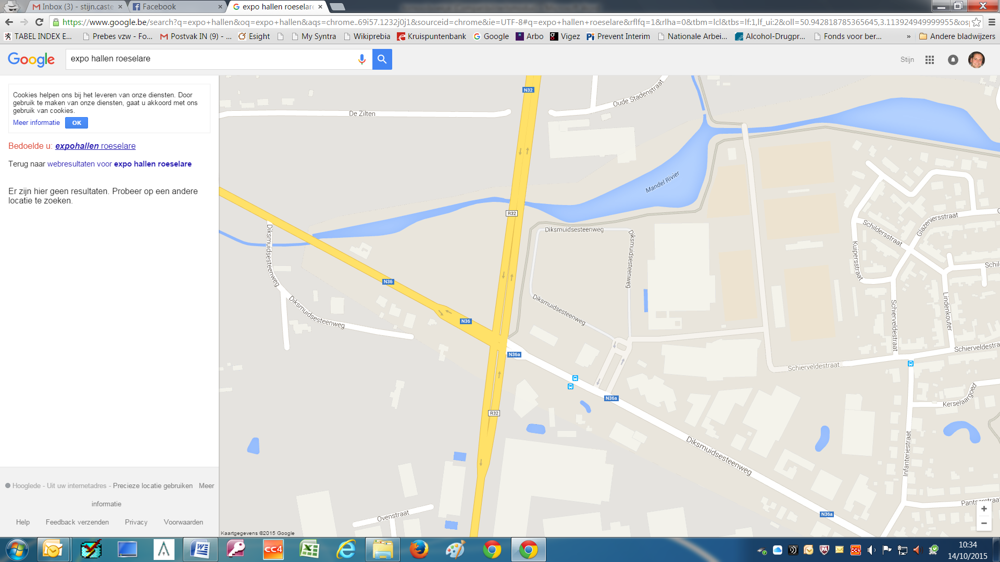 Inbox (3) - stijn.caste
Facebook
expo hallen roeselare
https://www.google.be/search?q=expo+hallen&oq=expo+hallen&aqs=chrome..69i57.1232j0j1&sourceid=chrome&ie=UTF-8#q=expo+hallen+roeselare&rflfq=1&rlha=0&tbm=lcl&tbs=lf:1,lf_ui:2&oll=50.942818785365645,3.113924949999955&os
TABEL INDEX E...
Prebes vzw - Fo...
Postvak IN (9) - ...
Esight
My Syntra
Wikiprebia
Kruispuntenbank
Google
Arbo
Vigez
Prevent Interim
Nationale Arbei...
Alcohol-Drugpr...
Fonds voor ber...
»
Andere bladwijzers
Google
expo hallen roeselare
Stijn
Cookies helpen ons bij het leveren van onze diensten. Door
gebruik te maken van onze diensten, gaat u akkoord met ons
gebruik van cookies.
Meer informatie OK
Bedoelde u: expohallen roeselare
Terug naar webresultaten voor expo hallen roeselare
Er zijn hier geen resultaten. Probeer op een andere
locatie te zoeken.
Hooglede - Uit uw internetadres - Precieze locatie gebruiken Meer
informatie
Help Feedback verzenden Privacy Voorwaarden
N32
Oude Stadenstraat
De Zilten
Mandel Rivier
R32
Diksmuidsesteenweg
Diksmuidsesteenweg
Diksmuidsesteenweg
Glazeniersstraat
G
Schildersstraat
Kuipersstraat
Schil
N36
Diksmuidsesteenweg
Diksmuidsesteenweg
N36
Lindenkouter
Schierveldestraat
Schierveldestra
N36a
Schierveldestraat
Kerselaargoed
N36a
R32
Diksmuidsesteenweg
Infanteriestraat
Pantserstraat
Ovenstraat
N36a
+
−
Kaartgegevens ©2015 Google
CC4
CC4
10:34
14/10/2015